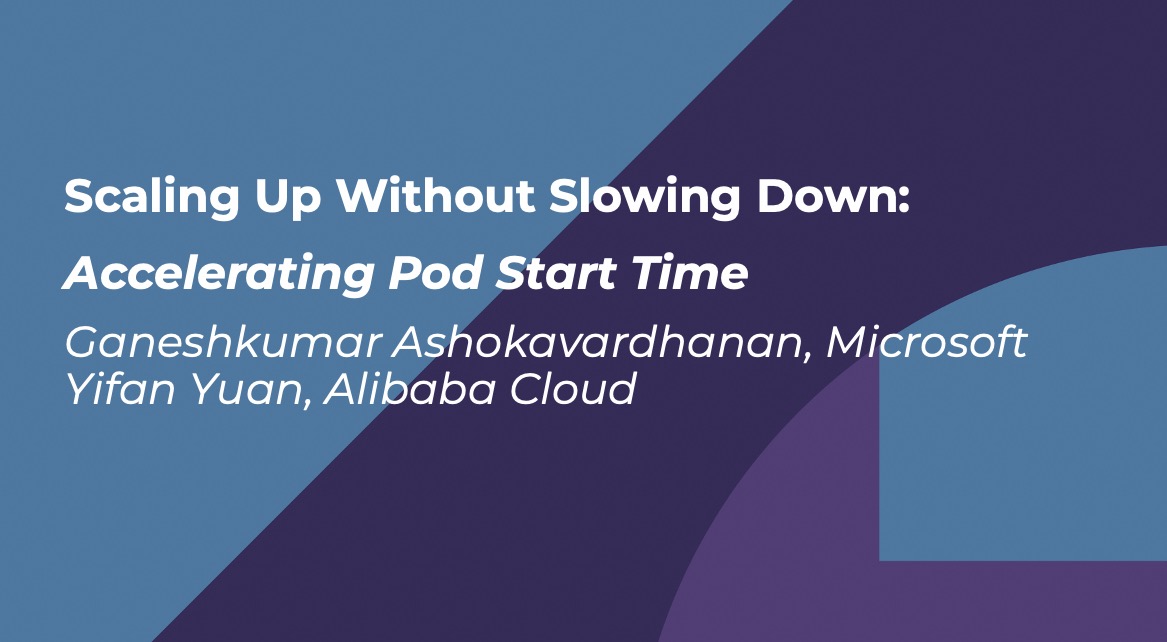 Scaling Up Without Slowing Down:
Accelerating Pod Start Time
Ganeshkumar Ashokavardhanan, Microsoft
Yifan Yuan, Alibaba Cloud